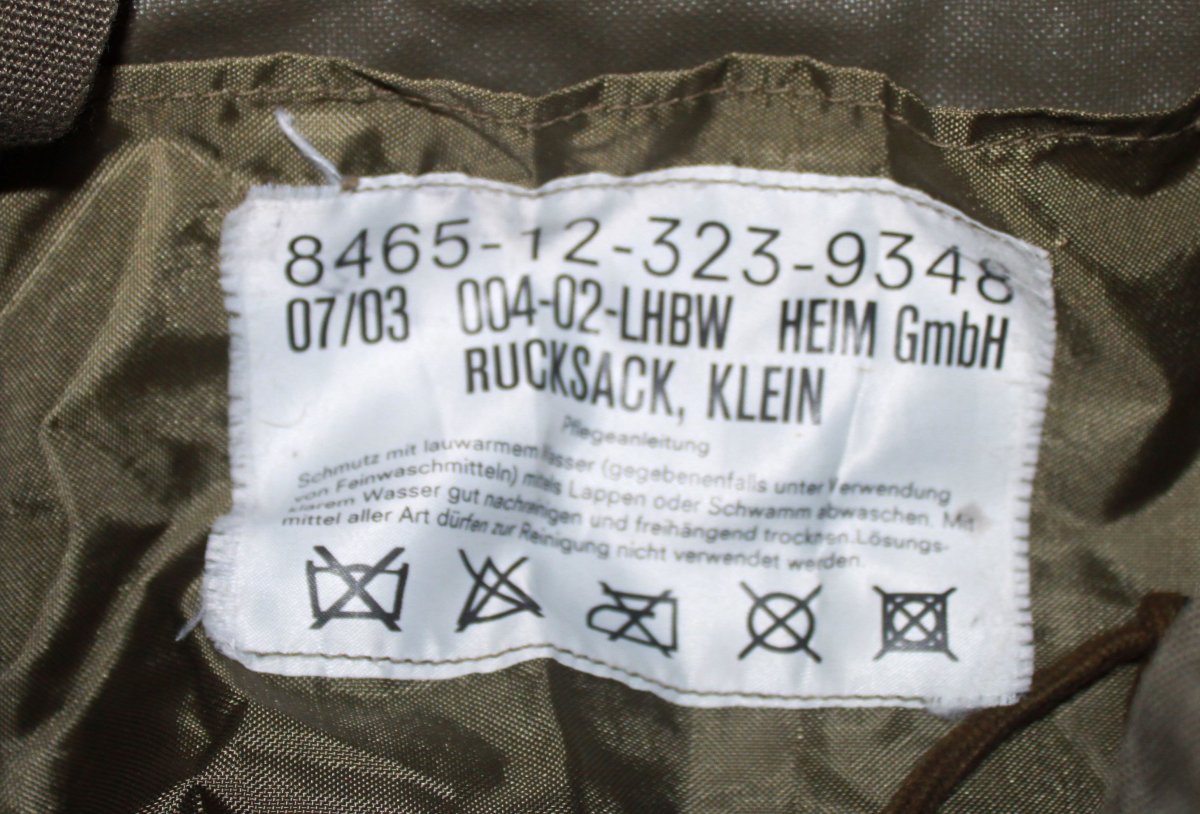 8465-12-323-9348
07/03 004-02-LHBW HEIM GmbH
RUCKSACK, KLEIN
Pflegeanleitung
Schmutz mit lauwarmem Wasser (gegebenenfalls unter Verwendung
von Feinwaschmitteln) mittels Lappen oder Schwamm abwaschen. Mit
klarem Wasser gut nachreinigen und freihängend trocknen. Lösungs-
mittel aller Art dürfen zur Reinigung nicht verwendet werden.